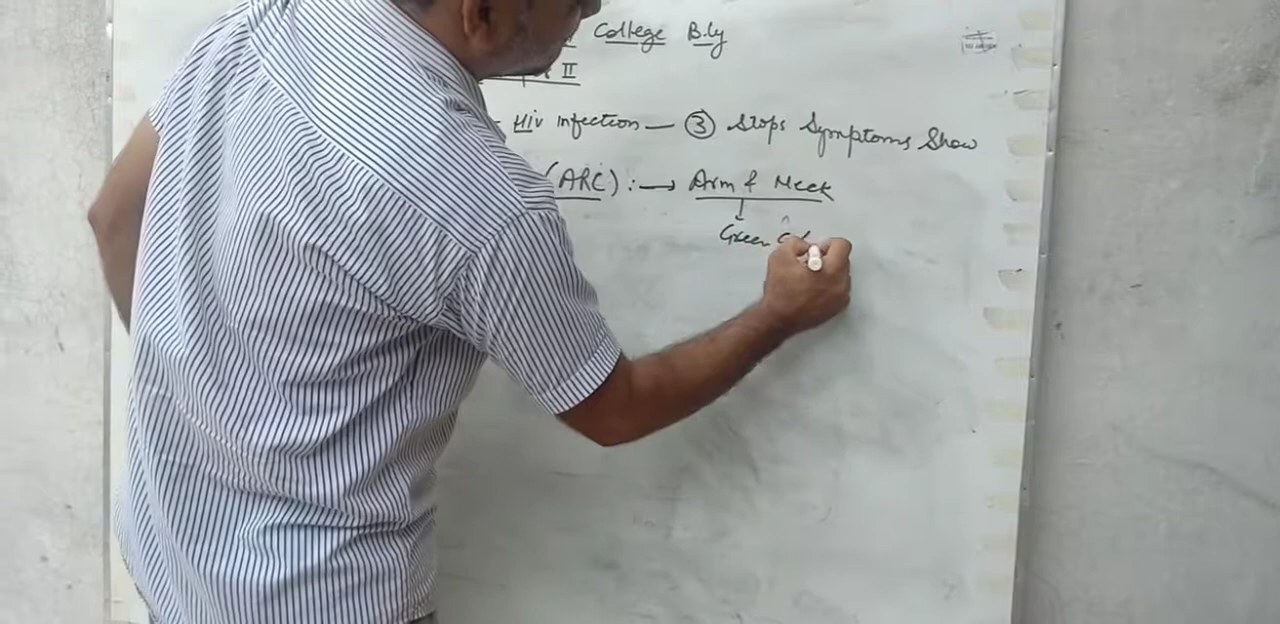 College B.ly
II
HIV infection — ③ Stops Symptoms Show
(ARC) :→ Arm & Neck
Green